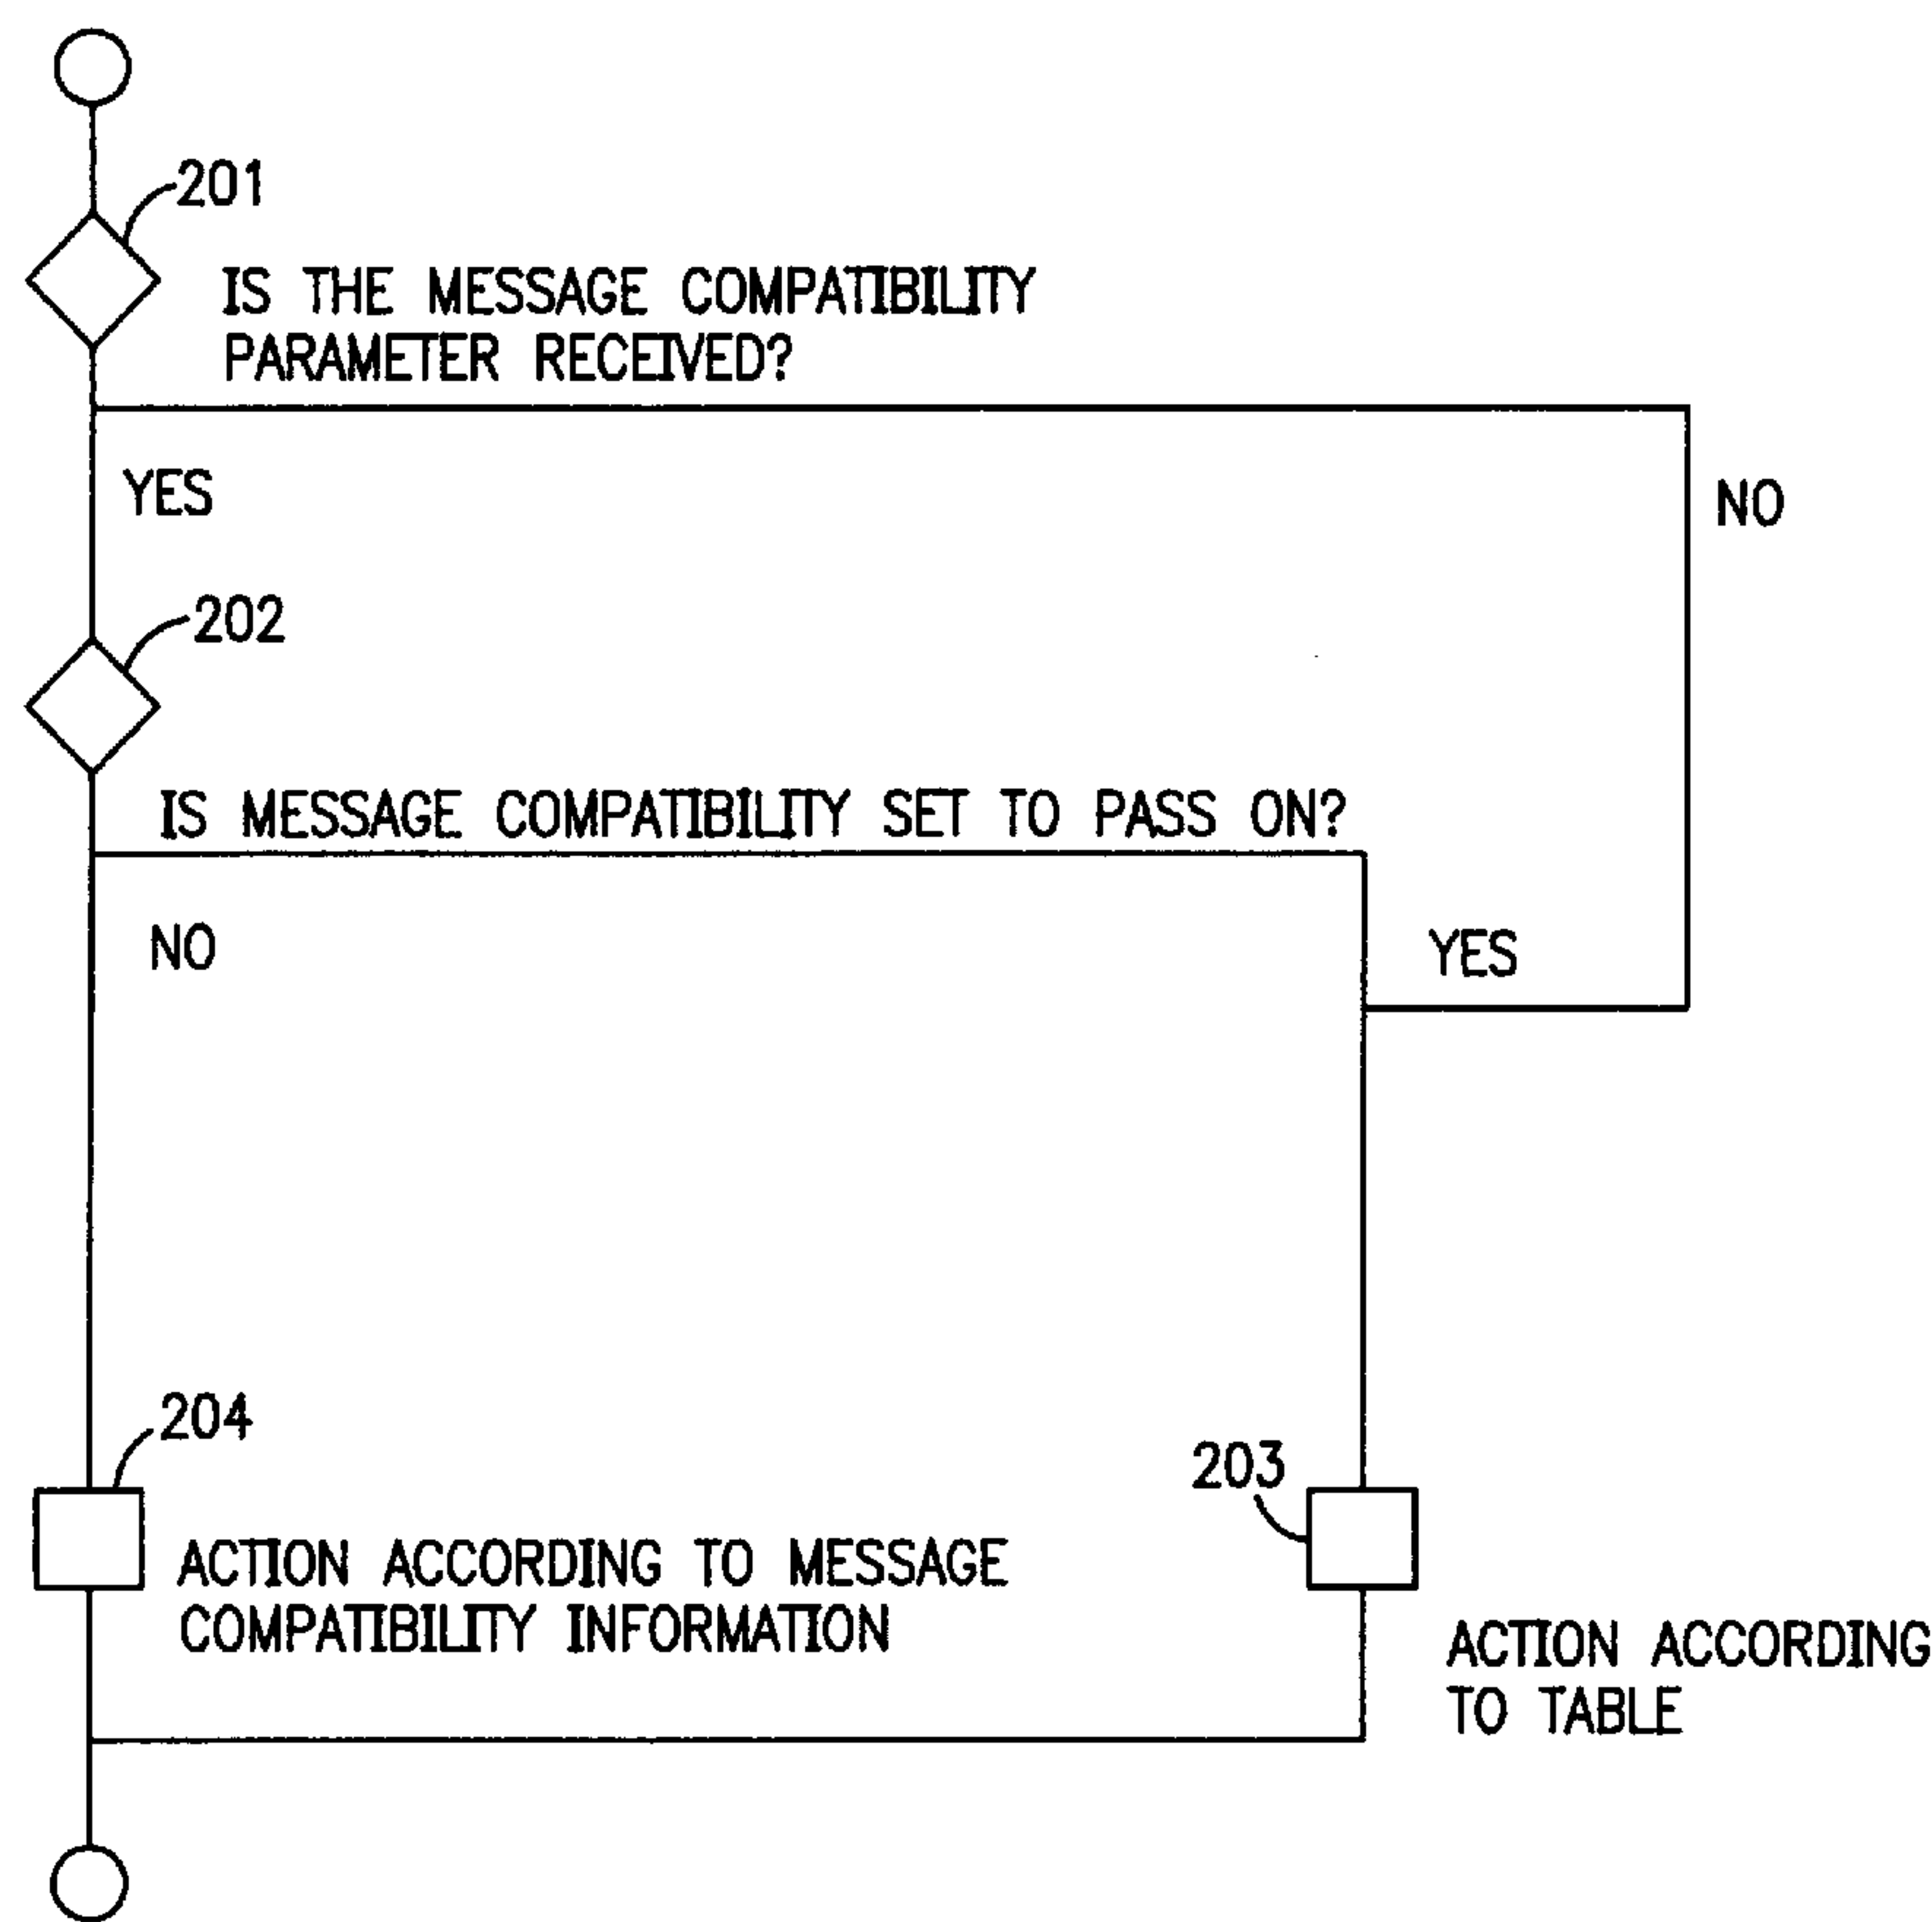 201
IS THE MESSAGE COMPATIBILITY
PARAMETER RECEIVED?
YES
NO
202
IS MESSAGE COMPATIBILITY SET TO PASS ON?
NO
YES
204
203
ACTION ACCORDING TO MESSAGE
COMPATIBILITY INFORMATION
ACTION ACCORDING
TO TABLE